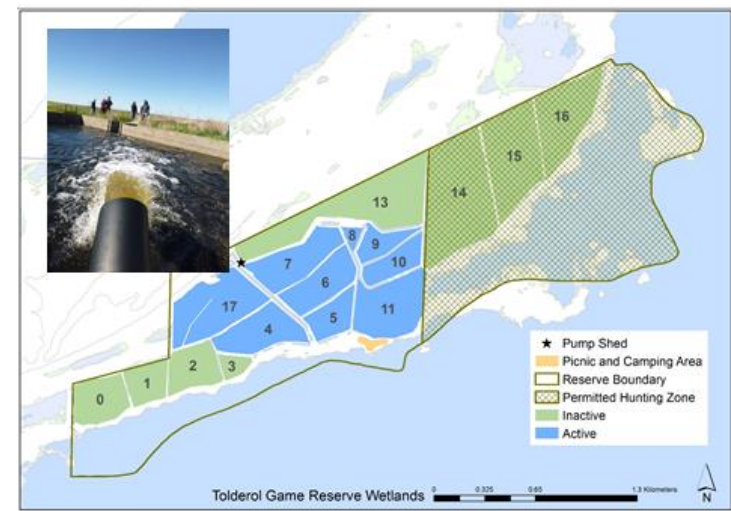 16
15
14
13
8
9
7
10
6
17
11
5
4
2
3
1
0
Pump Shed
Picnic and Camping Area
Reserve Boundary
Permitted Hunting Zone
Inactive
Active
Tolderol Game Reserve Wetlands
0 0.325 0.65 1.3 Kilometers
N